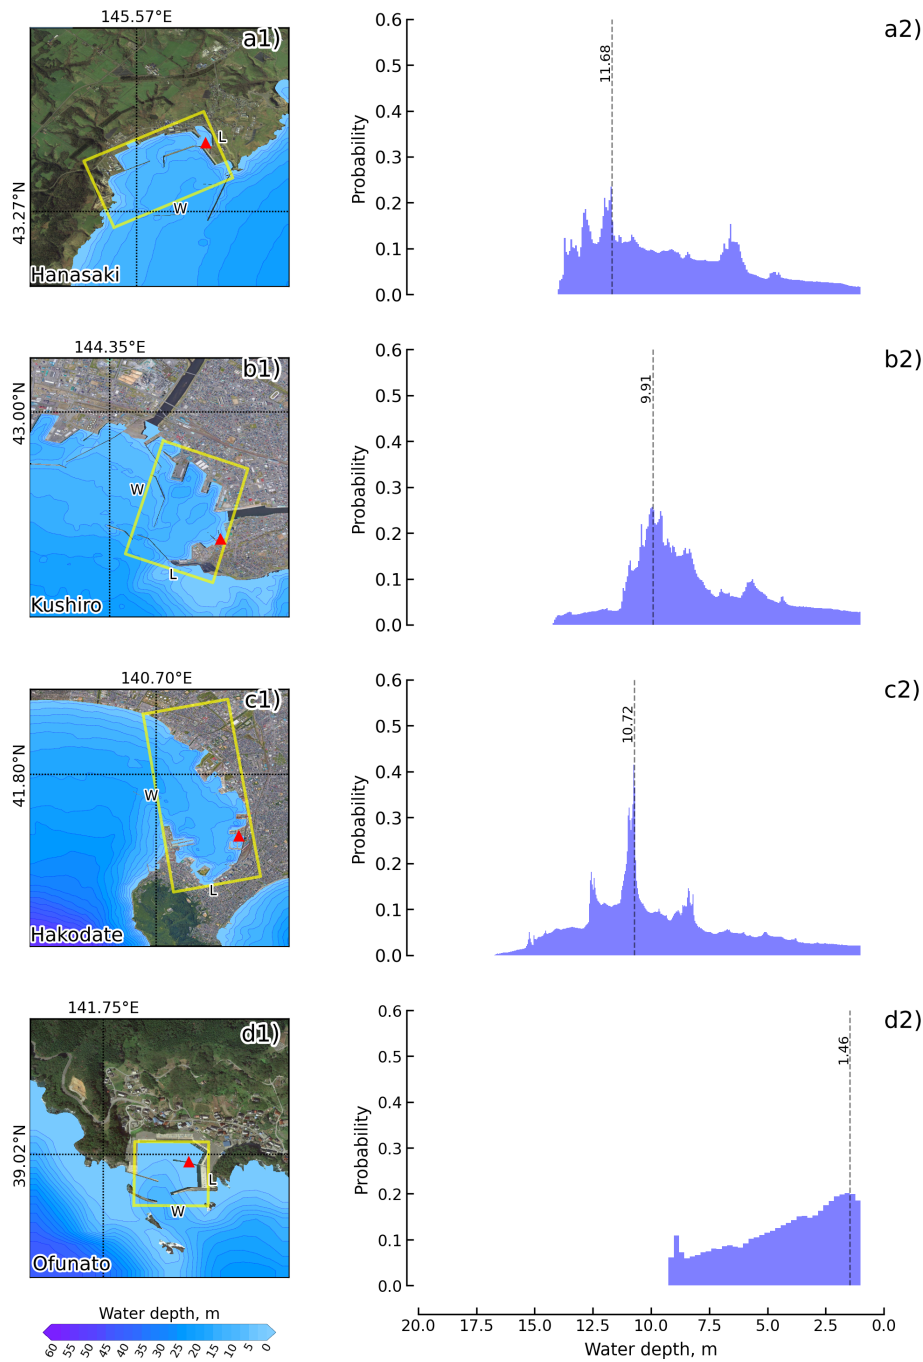 145.57°E
a1)
43.27°N
L
W
Hanasaki
a2)
Probability
0.6
0.5
0.4
0.3
0.2
0.1
0.0
11.68
144.35°E
b1)
43.00°N
W
L
Kushiro
b2)
Probability
0.6
0.5
0.4
0.3
0.2
0.1
0.0
9.91
140.70°E
c1)
41.80°N
W
L
Hakodate
c2)
Probability
0.6
0.5
0.4
0.3
0.2
0.1
0.0
10.72
141.75°E
d1)
39.02°N
L
W
Ofunato
d2)
Probability
0.6
0.5
0.4
0.3
0.2
0.1
0.0
1.46
Water depth, m
60 55 50 45 40 35 30 25 20 15 10 5 0
20.0 17.5 15.0 12.5 10.0 7.5 5.0 2.5 0.0
Water depth, m